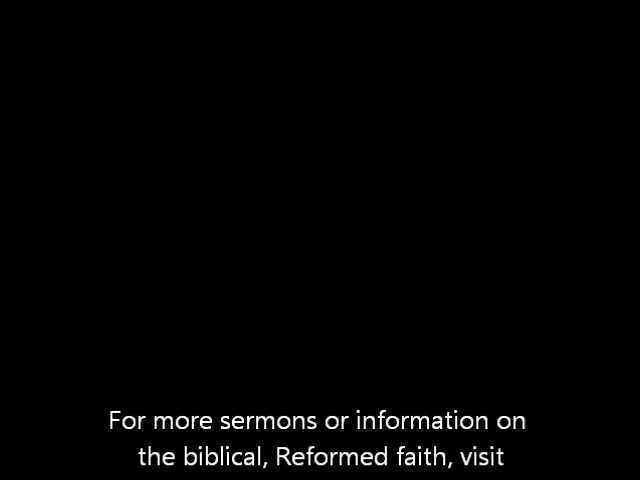 For more sermons or information on
the biblical, Reformed faith, visit